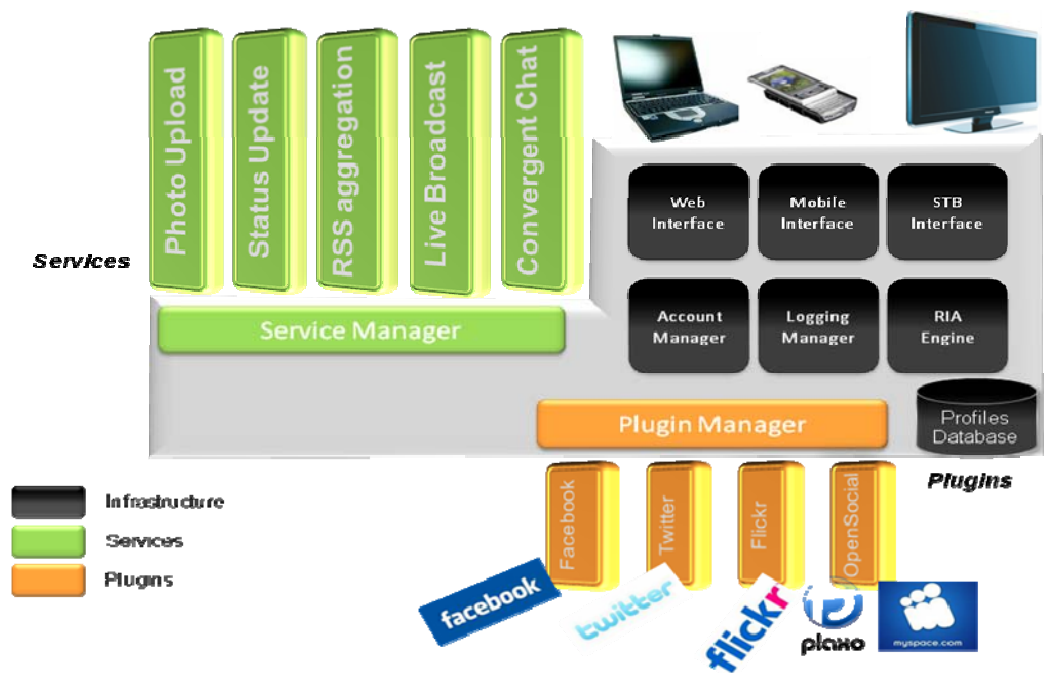 Photo Upload
Status Update
RSS aggregation
Live Broadcast
Convergent Chat
Web
Interface
Mobile
Interface
STB
Interface
Services
Service Manager
Account
Manager
Logging
Manager
RIA
Engine
Plugin Manager
Profiles
Database
Plugins
Facebook
Twitter
Flickr
OpenSocial
Infrastructure
Services
Plugins
facebook
twitter
flickr
plaxo
myspace.com